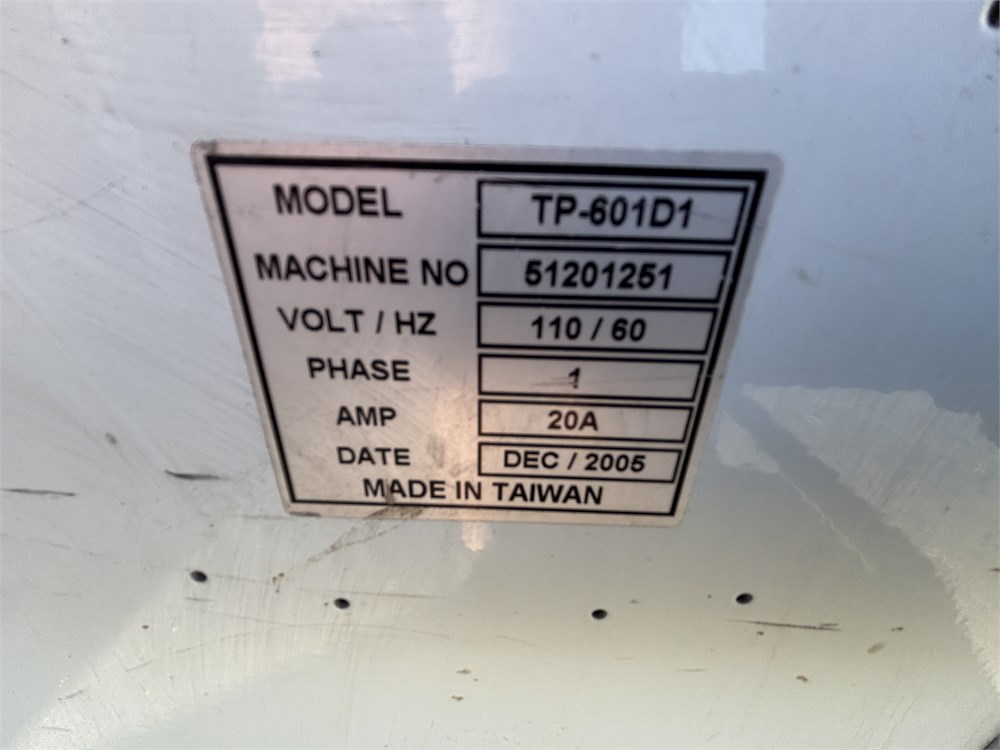 MODEL TP-601D1
MACHINE NO 51201251
VOLT / HZ 110 / 60
PHASE 1
AMP 20A
DATE DEC / 2005
MADE IN TAIWAN